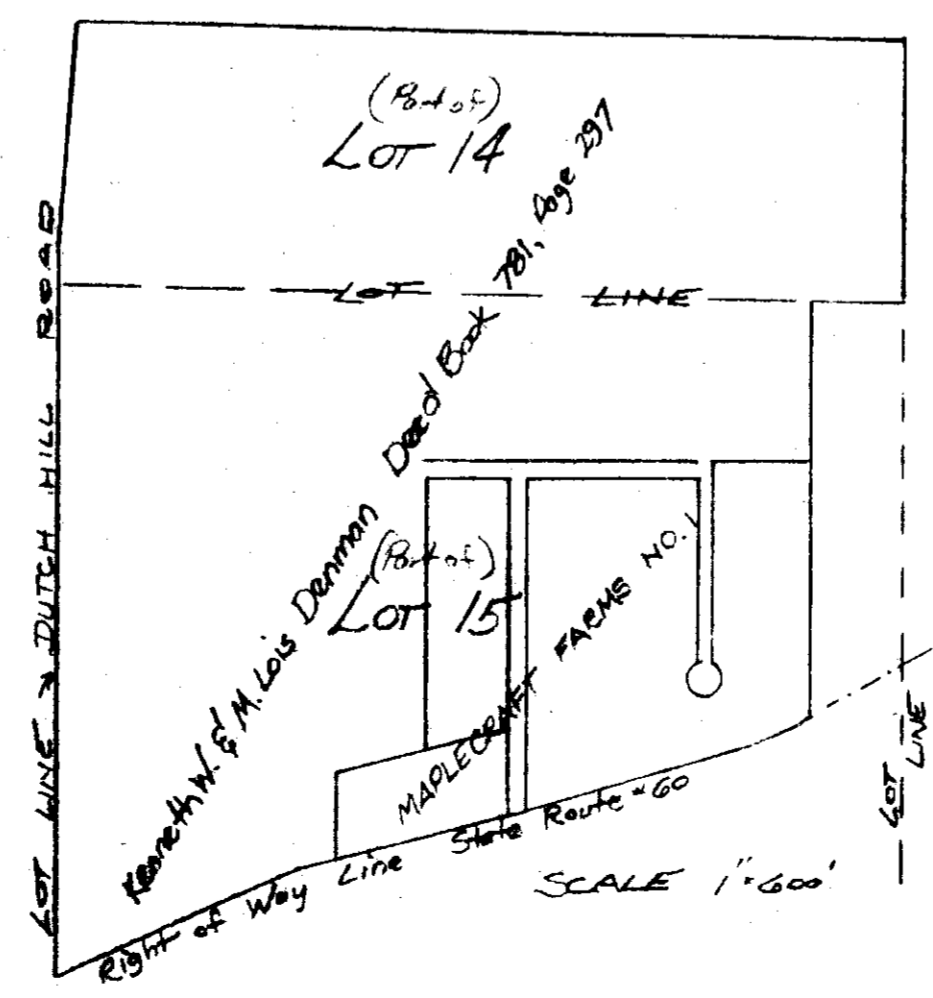 (Part of)
LOT 14
LOT LINE & DUTCH HILL ROAD
LOT LINE
Kenneth W. & M. Lois Denman Deed Book 781, Page 297
(Part of)
LOT 15
MAPLECRAFT FARMS NO. 1
LOT LINE
Right of Way Line State Route #60
SCALE 1"=600'